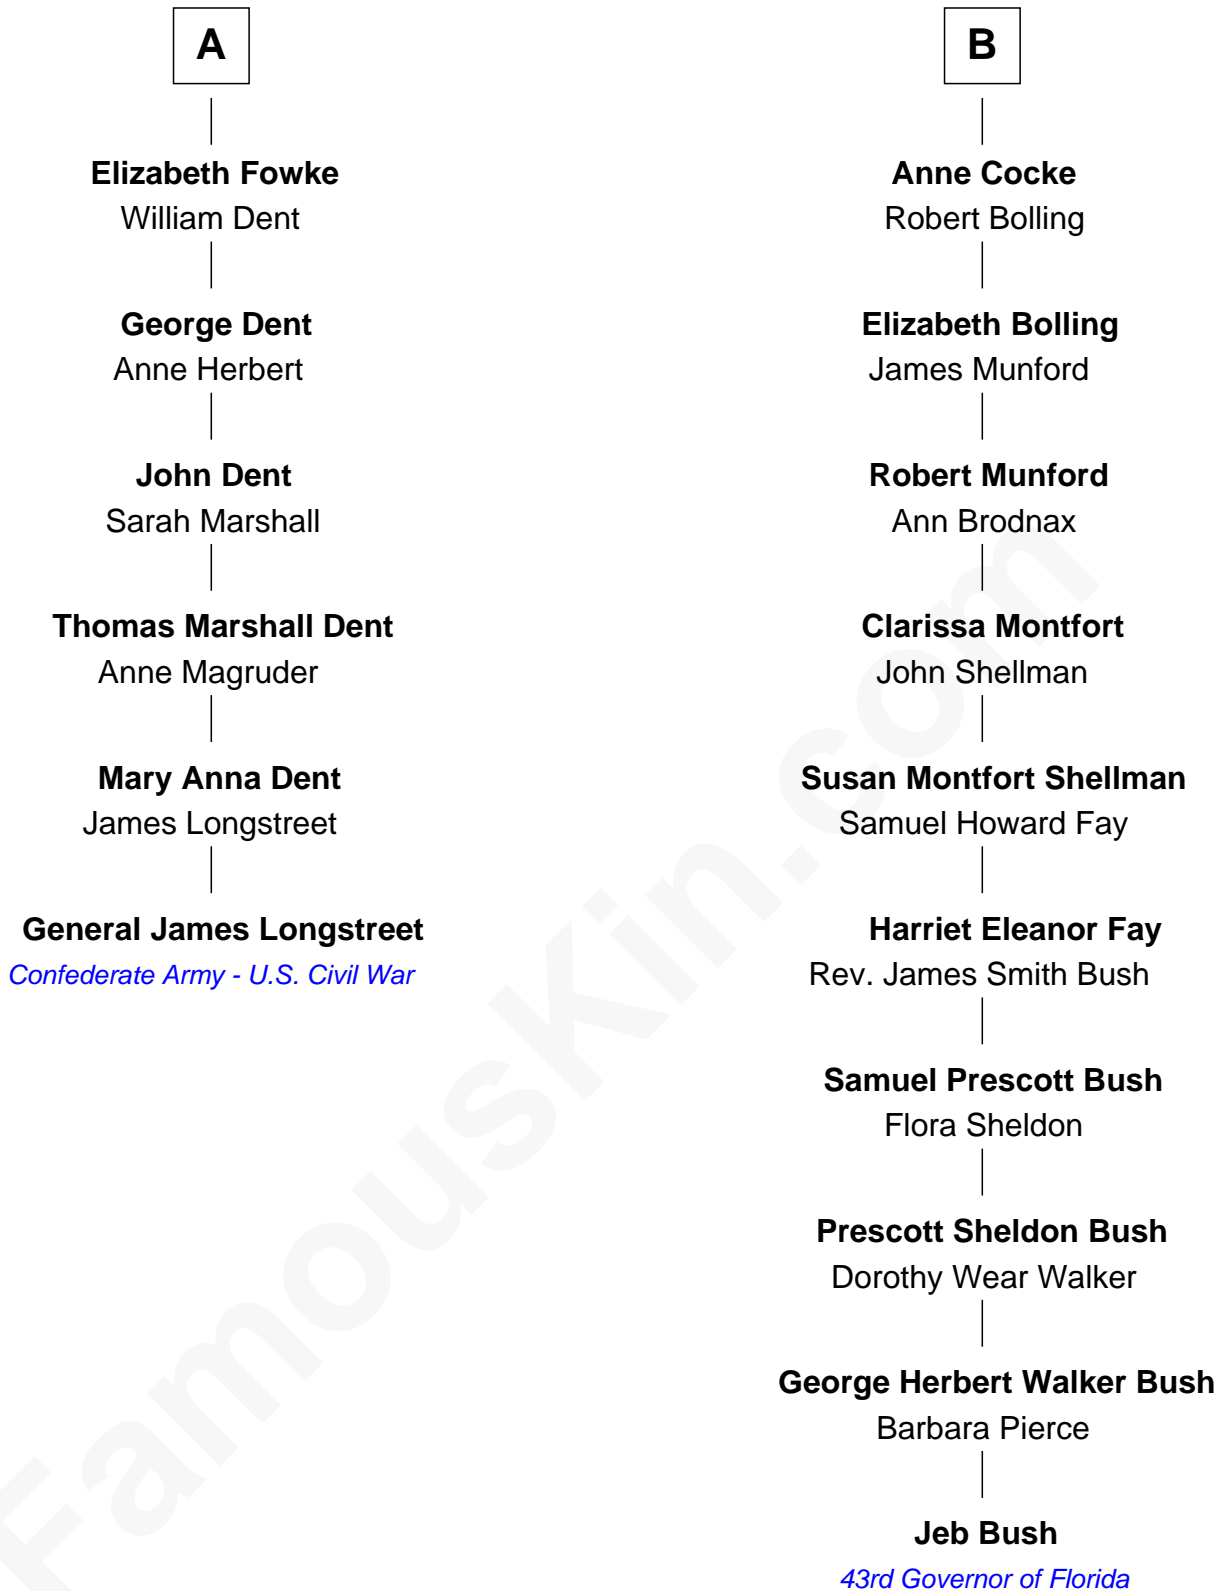 A
Elizabeth Fowke
William Dent
George Dent
Anne Herbert
John Dent
Sarah Marshall
Thomas Marshall Dent
Anne Magruder
Mary Anna Dent
James Longstreet
General James Longstreet
Confederate Army - U.S. Civil War
B
Anne Cocke
Robert Bolling
Elizabeth Bolling
James Munford
Robert Munford
Ann Brodnax
Clarissa Montfort
John Shellman
Susan Montfort Shellman
Samuel Howard Fay
Harriet Eleanor Fay
Rev. James Smith Bush
Samuel Prescott Bush
Flora Sheldon
Prescott Sheldon Bush
Dorothy Wear Walker
George Herbert Walker Bush
Barbara Pierce
Jeb Bush
43rd Governor of Florida
FamousKin.com